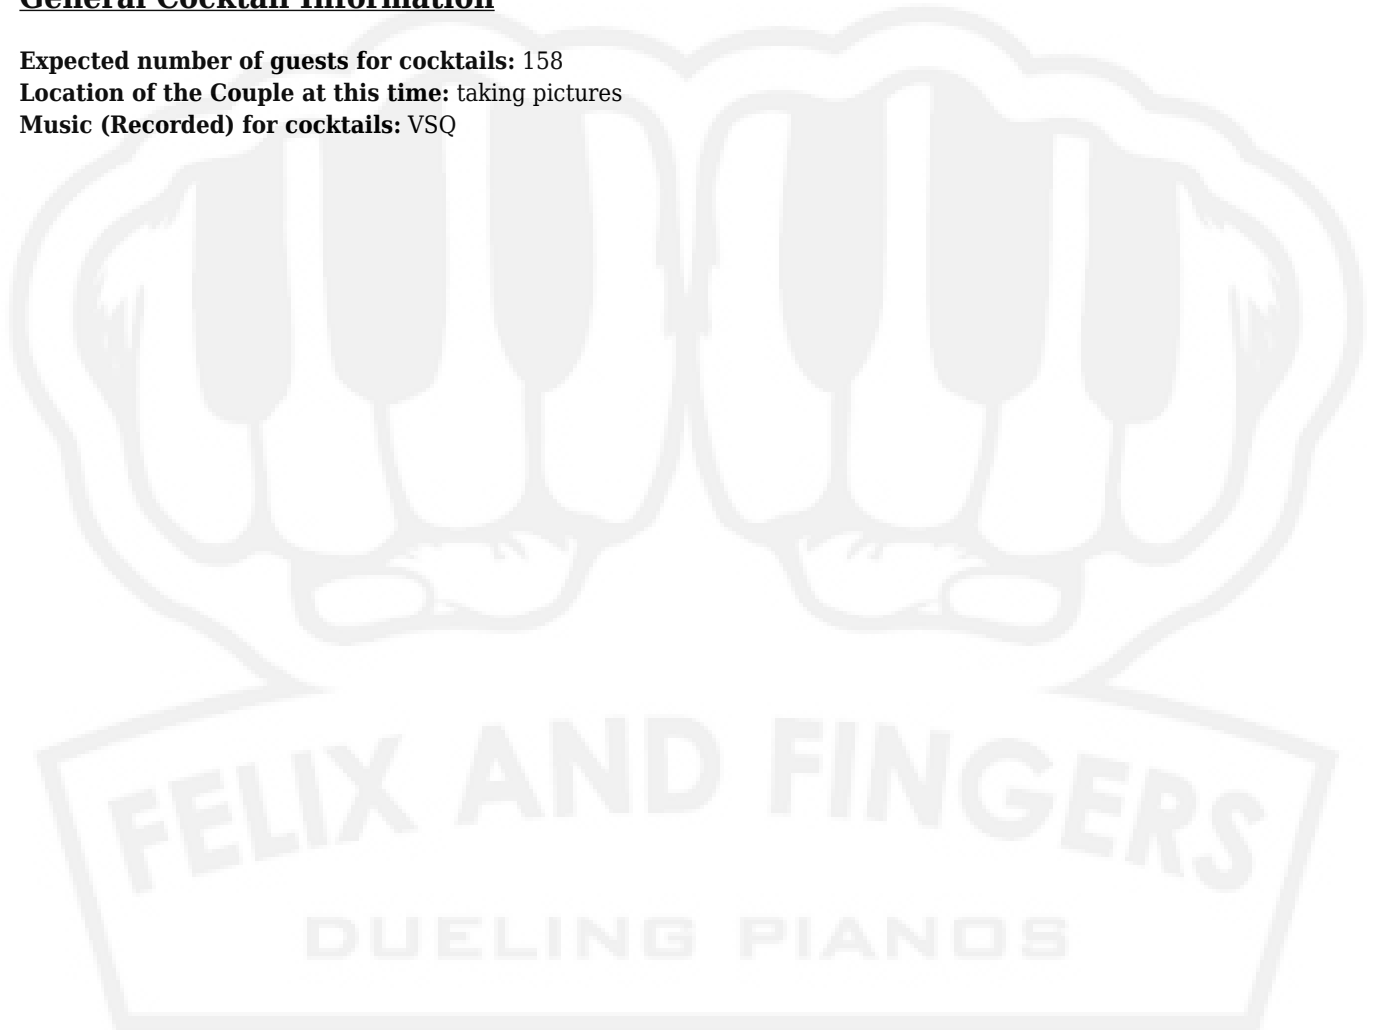 General Cocktail Information
Expected number of guests for cocktails: 158
Location of the Couple at this time: taking pictures
Music (Recorded) for cocktails: VSQ
FELIX AND FINGERS
DUELING PIANOS